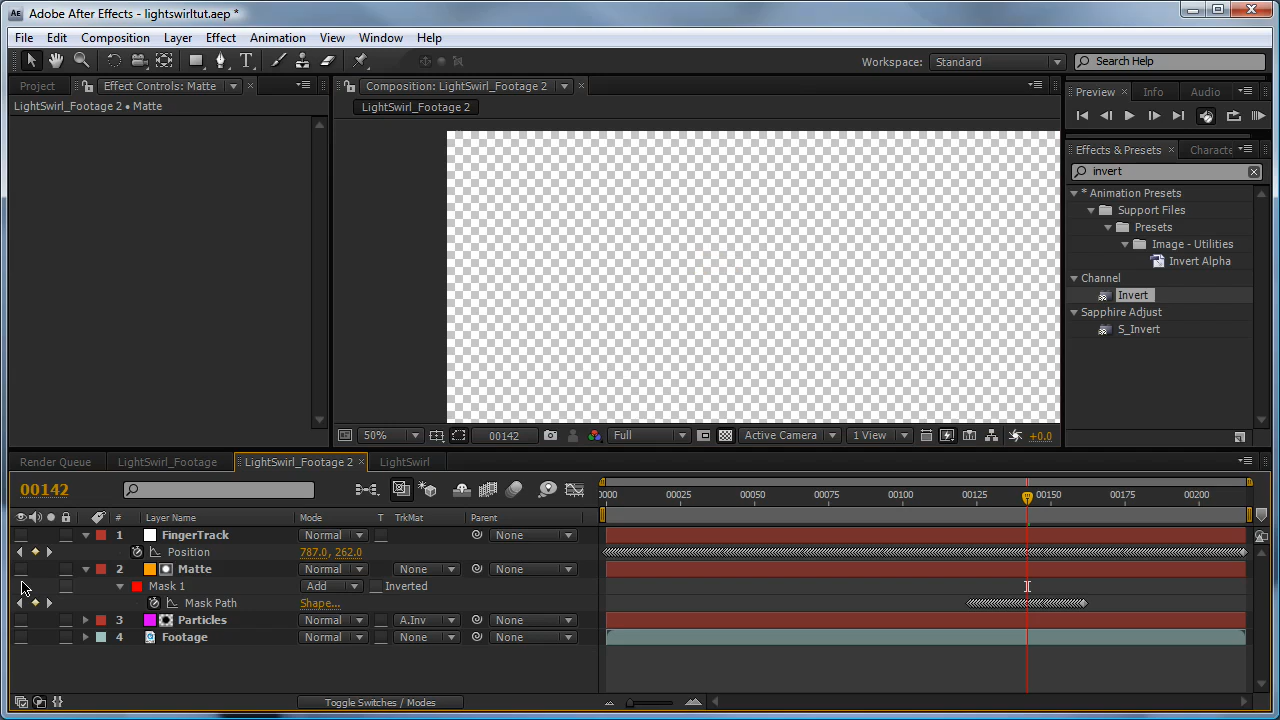 Adobe After Effects - lightswirltut.aep *
File Edit Composition Layer Effect Animation View Window Help
Workspace: Standard Search Help
Project Effect Controls: Matte Composition: LightSwirl_Footage 2 Preview Info Audio
LightSwirl_Footage 2 • Matte LightSwirl_Footage 2
Effects & Presets Characte
invert
* Animation Presets
Support Files
Presets
Image - Utilities
Invert Alpha
Channel
Invert
Sapphire Adjust
S_Invert
50% 00142 Full Active Camera 1 View +0.0
Render Queue LightSwirl_Footage LightSwirl_Footage 2 LightSwirl
00142 0000 00025 00050 00075 00100 00125 00150 00175 00200
# Layer Name Mode T TrkMat Parent
1 FingerTrack Normal None
Position 787.0, 262.0
2 Matte Normal None None
Mask 1 Add Inverted
Mask Path Shape...
3 Particles Normal A.Inv None
4 Footage Normal None None
Toggle Switches / Modes